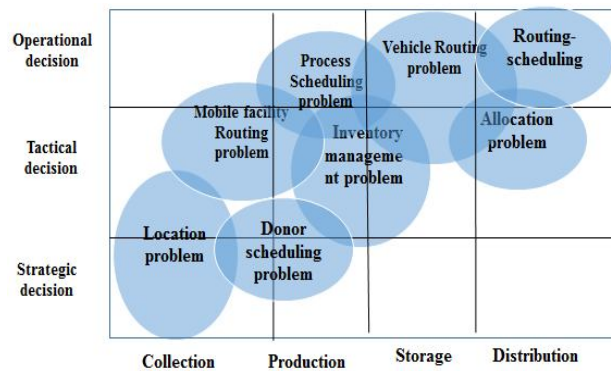 Operational
decision
Process
Scheduling
problem
Vehicle Routing
problem
Routing-
scheduling
Tactical
decision
Mobile facility
Routing
problem
Inventory
manageme
nt problem
Allocation
problem
Strategic
decision
Location
problem
Donor
scheduling
problem
Collection
Production
Storage
Distribution